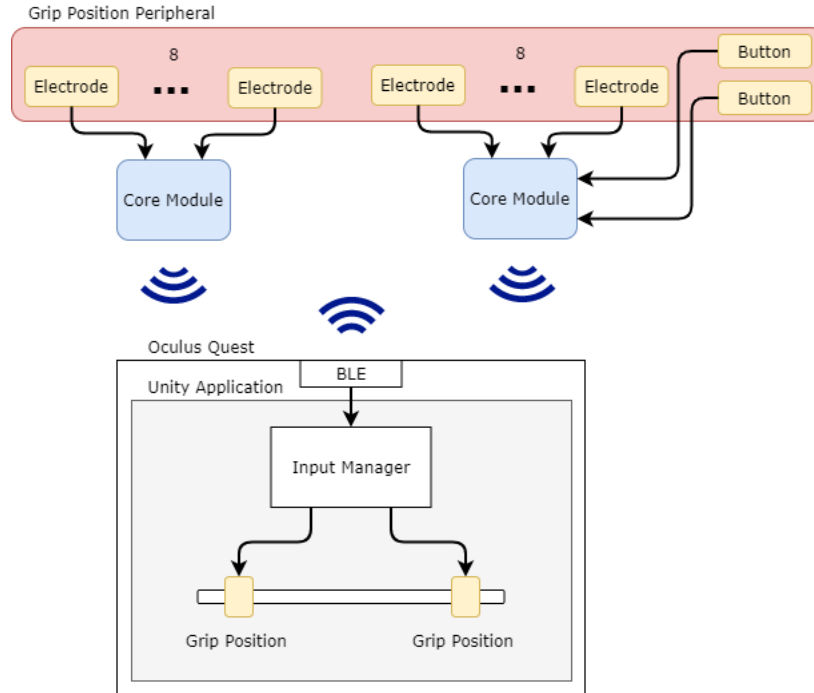 Grip Position Peripheral
8
8
Button
Electrode
Electrode
Electrode
Electrode
Button
Core Module
Core Module
Oculus Quest
BLE
Unity Application
Input Manager
Grip Position
Grip Position